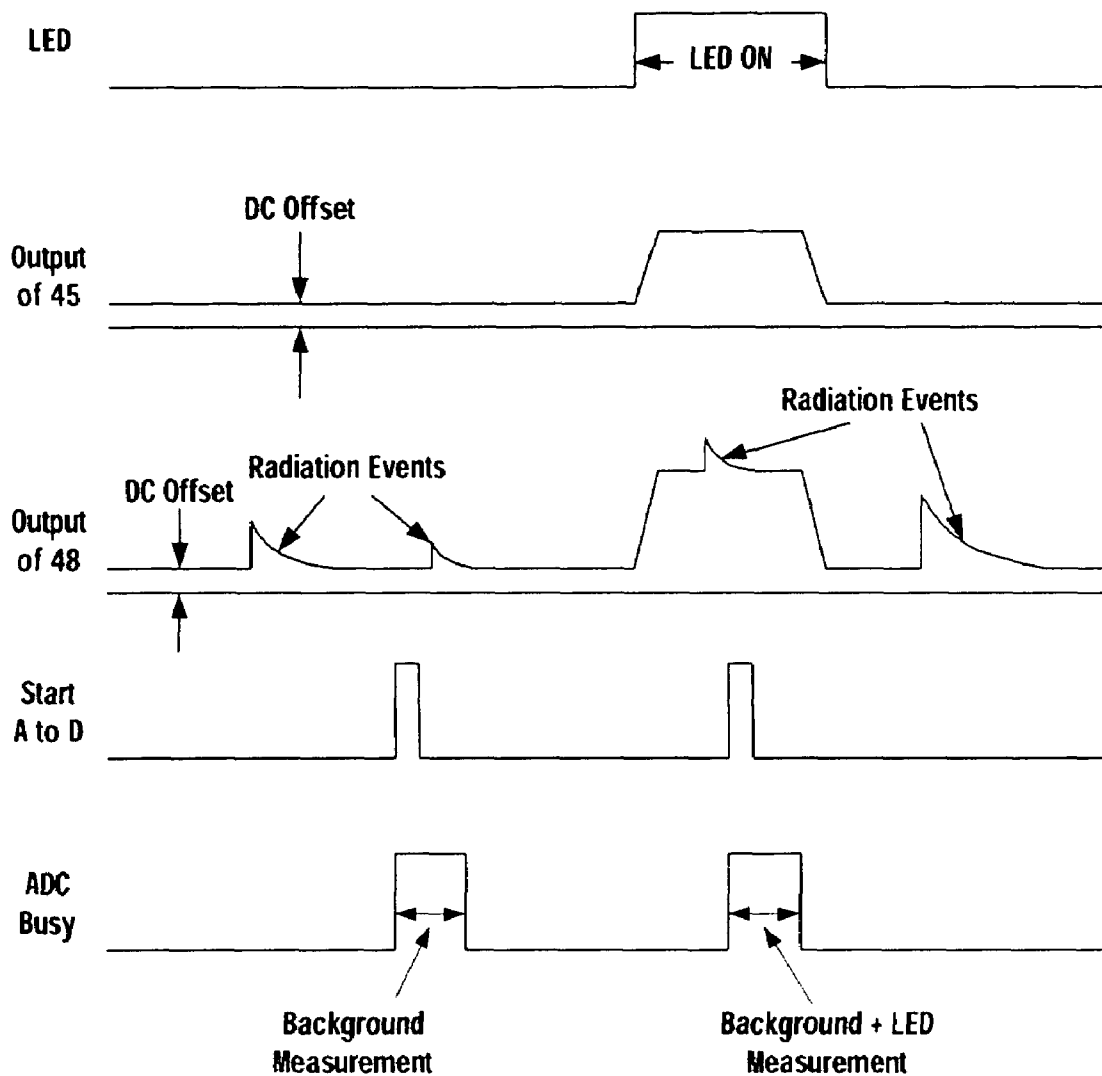 LED
LED ON
DC Offset
Output
of 45
Radiation Events
Radiation Events
DC Offset
Output
of 48
Start
A to D
ADC
Busy
Background
Measurement
Background + LED
Measurement